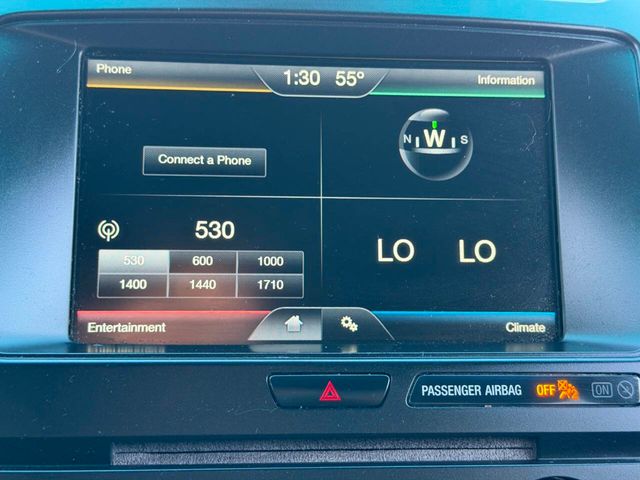 Phone
1:30 55°
Information
N W S
Connect a Phone
530
530 600 1000
1400 1440 1710
LO LO
Entertainment
Climate
PASSENGER AIRBAG OFF ON